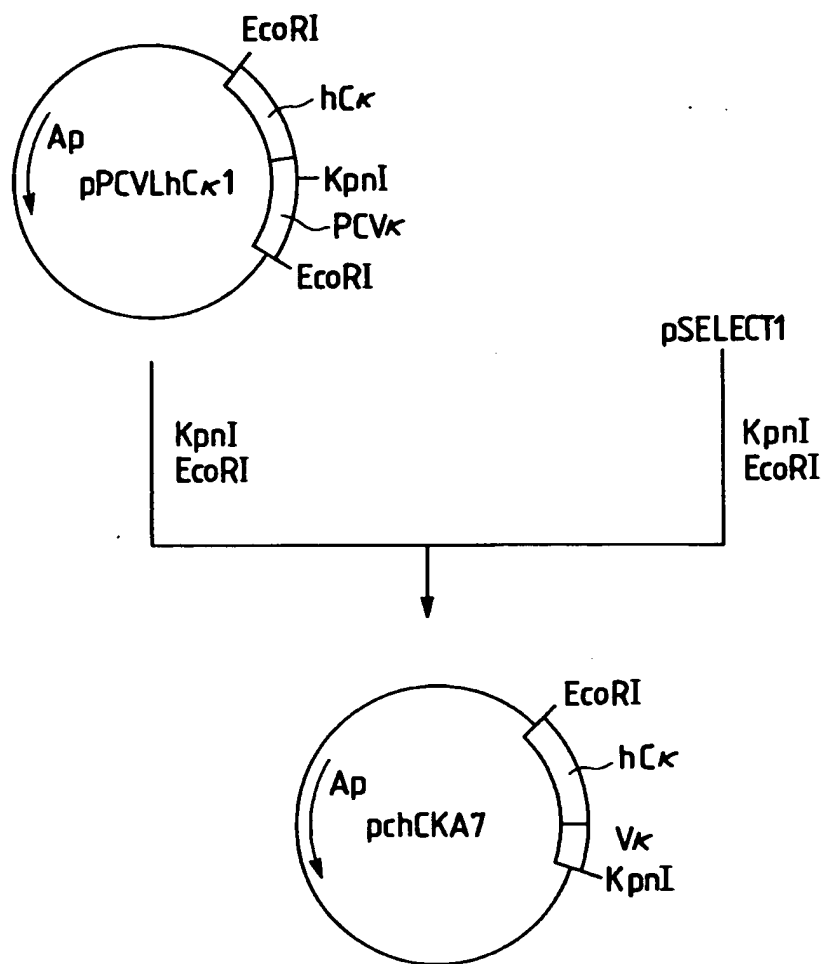 EcoRI
hCκ
Ap
pPCVLhCκ1
KpnI
PCVκ
EcoRI
pSELECT1
KpnI
EcoRI
KpnI
EcoRI
EcoRI
hCκ
Ap
pchCKA7
Vκ
KpnI